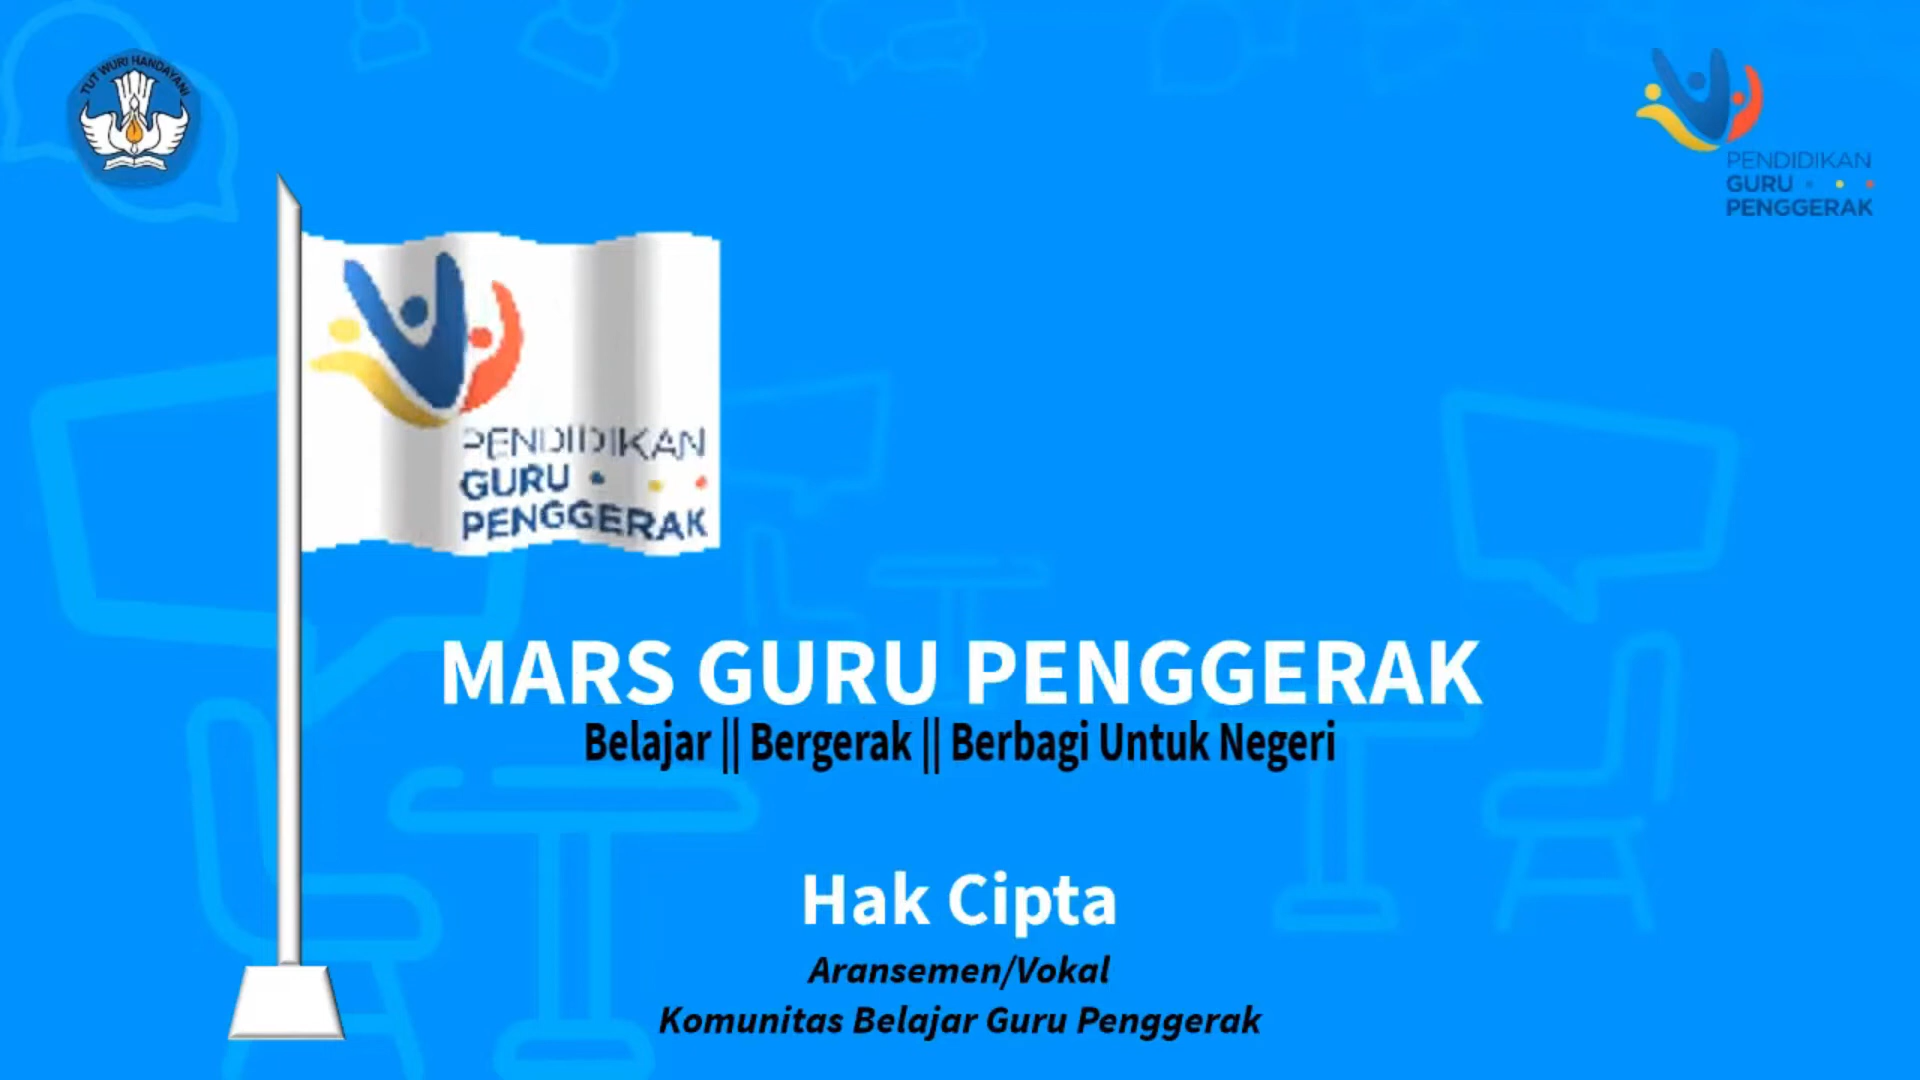 TUT WURI HANDAYANI
PENDIDIKAN
GURU
PENGGERAK
PENDIDIKAN
GURU
PENGGERAK
MARS GURU PENGGERAK
Belajar || Bergerak || Berbagi Untuk Negeri
Hak Cipta
Aransemen/Vokal
Komunitas Belajar Guru Penggerak